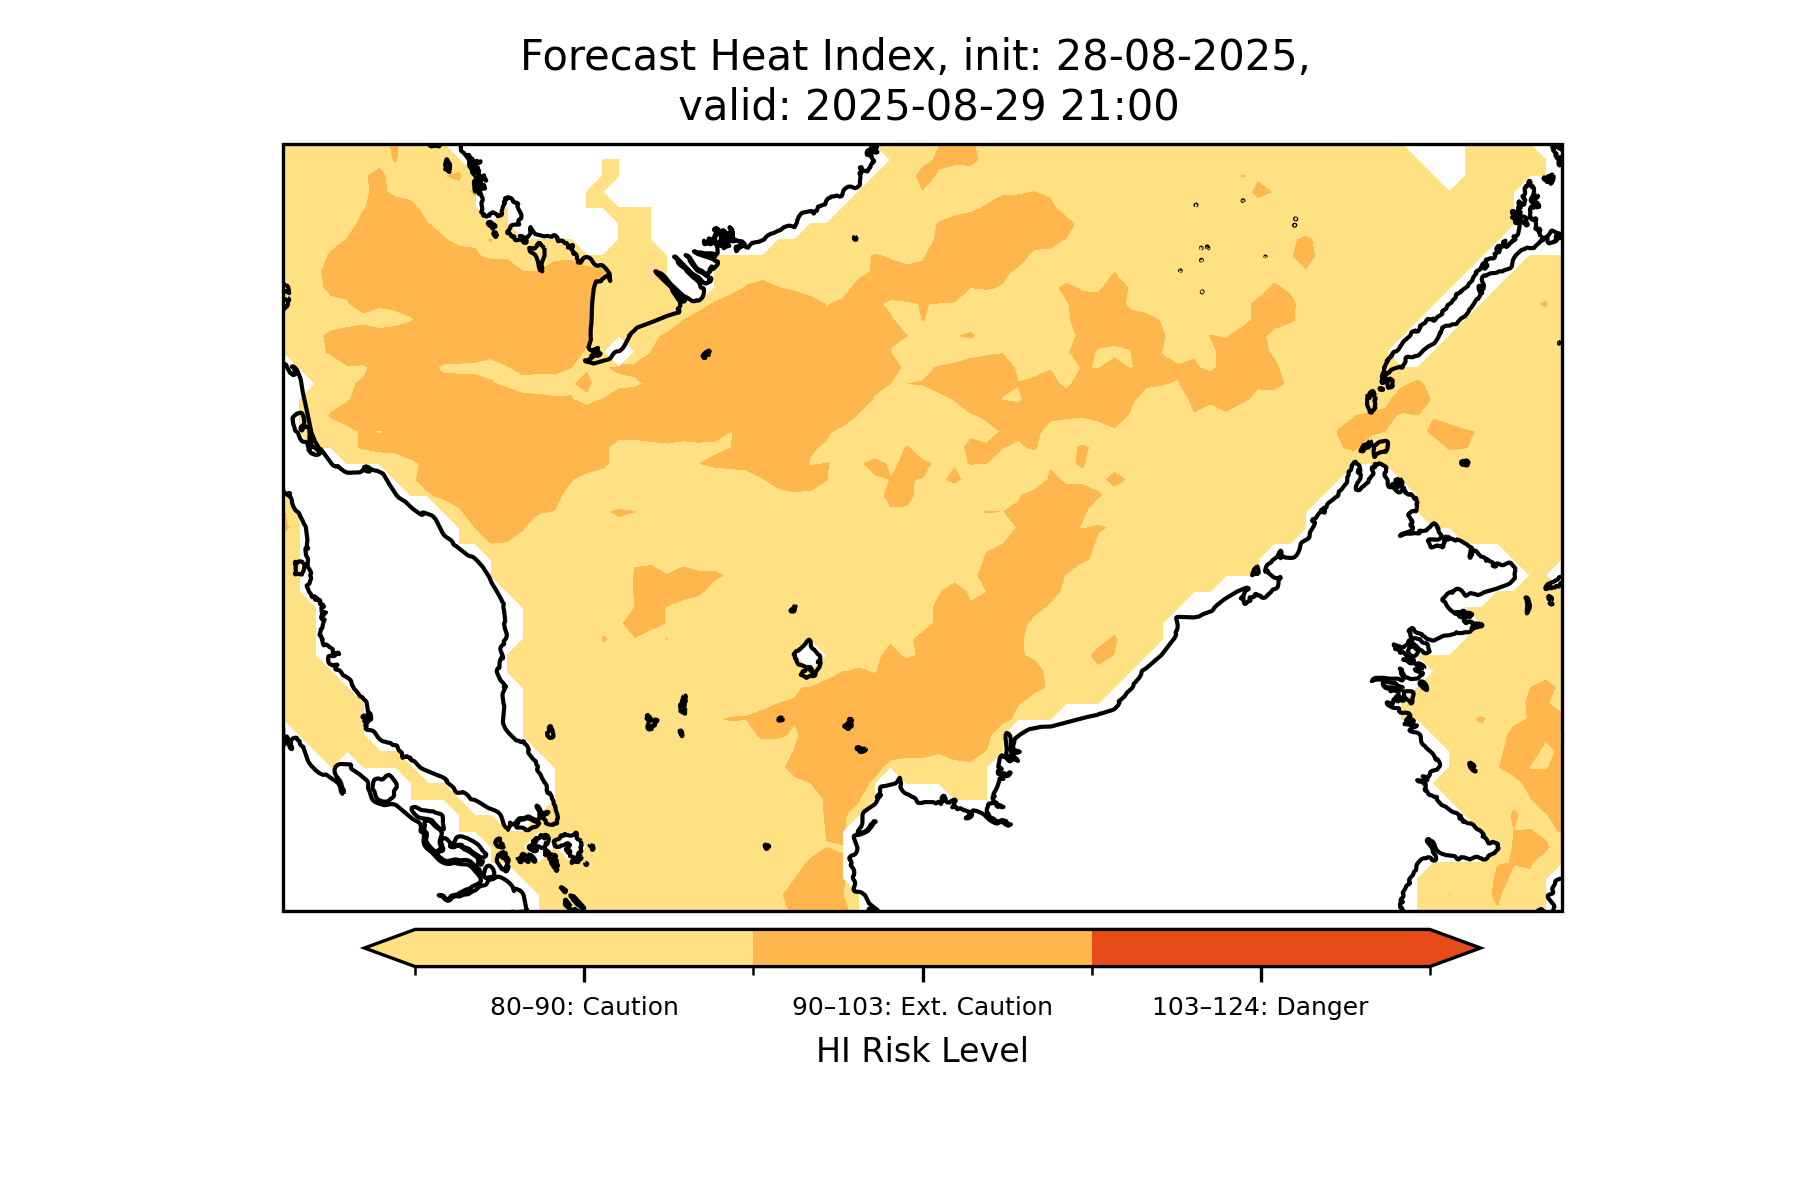 Forecast Heat Index, init: 28-08-2025,
valid: 2025-08-29 21:00
80–90: Caution
90–103: Ext. Caution
103–124: Danger
HI Risk Level